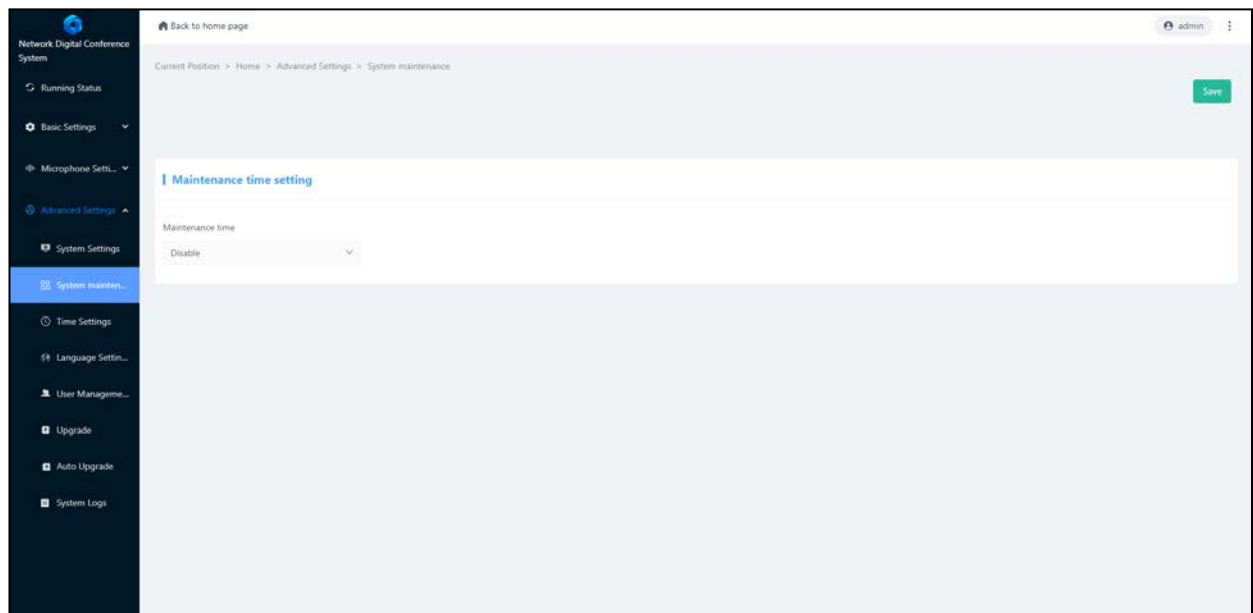 Network Digital Conference
System
Running Status
Basic Settings
Microphone Setti...
Advanced Settings
System Settings
System mainten...
Time Settings
Language Settin...
User Manageme...
Upgrade
Auto Upgrade
System Logs
Back to home page
admin
Current Position > Home > Advanced Settings > System maintenance
Save
Maintenance time setting
Maintenance time
Disable